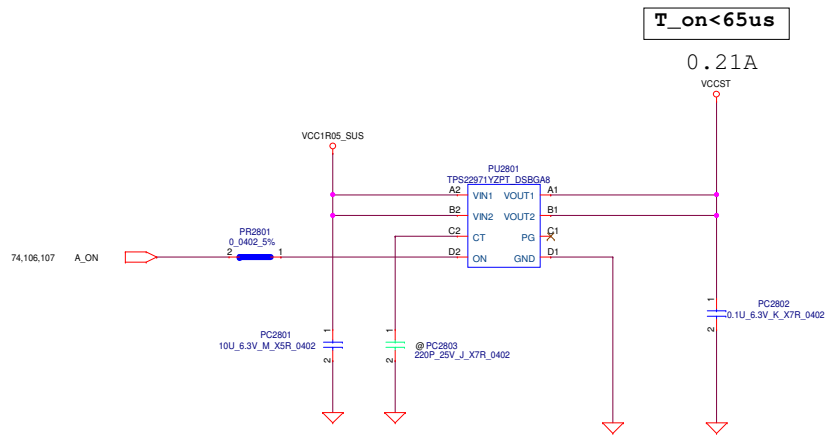 T_on<65us
0.21A
VCCST
VCC1R05_SUS
PU2801
TPS22971YZPT_DSBGA8
A2 VIN1 VOUT1 A1
B2 VIN2 VOUT2 B1
C2 CT PG C1
D2 ON GND D1
PR2801
0_0402_5%
74,106,107 A_ON
2 1
1
PC2802
0.1U_6.3V_K_X7R_0402
2
1
PC2801
10U_6.3V_M_X5R_0402
2
1
@ PC2803
220P_25V_J_X7R_0402
2